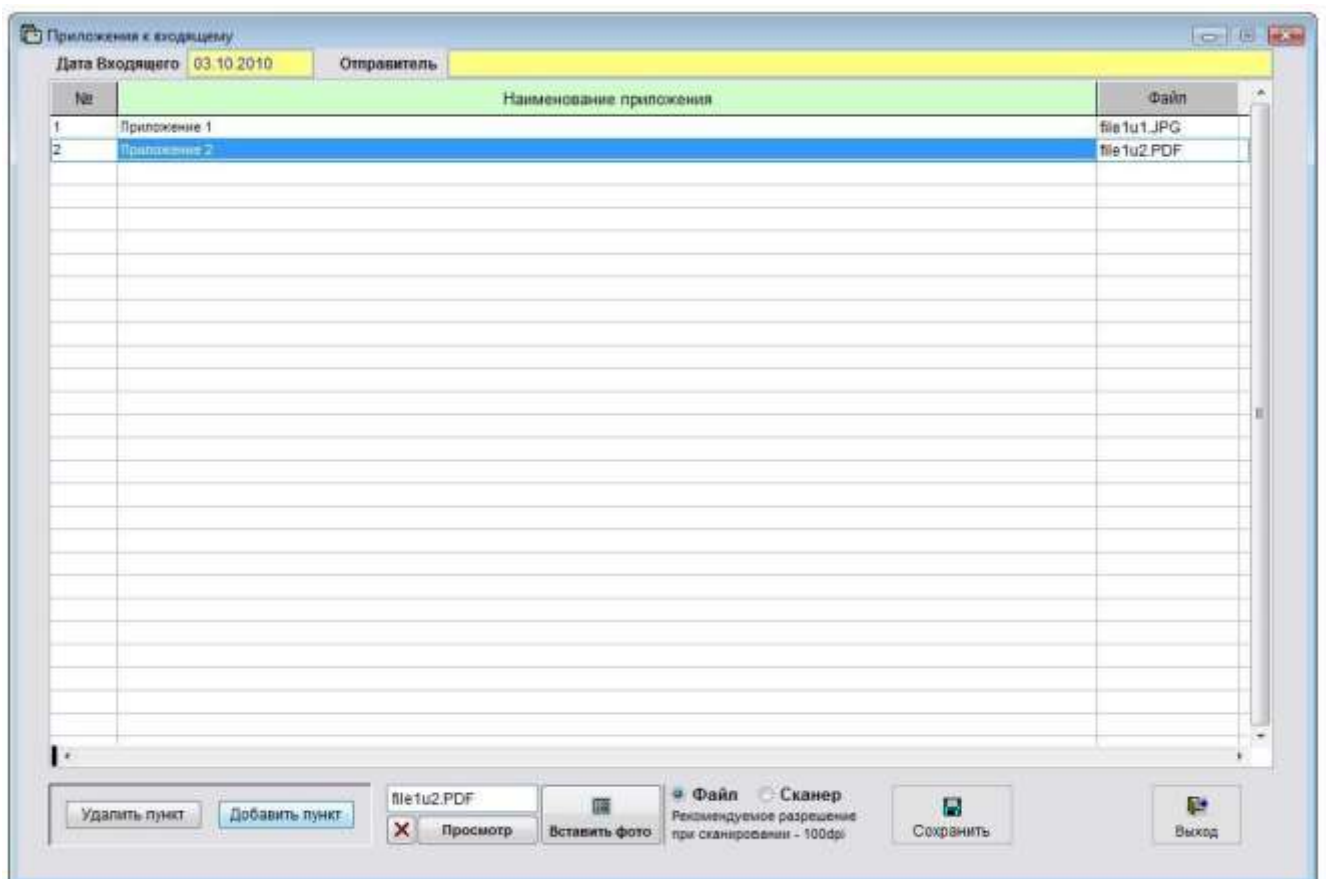 Приложения к входящему
Дата Входящего 03.10.2010 Отправитель
№ Наименование приложения Файл
1 Приложение 1 file1u1.JPG
2 Приложение 2 file1u2.PDF
Удалить пункт Добавить пункт
file1u2.PDF
Просмотр
Вставить фото
Файл Сканер
Рекомендуемое разрешение
при сканировании - 100dpi
Сохранить
Выход